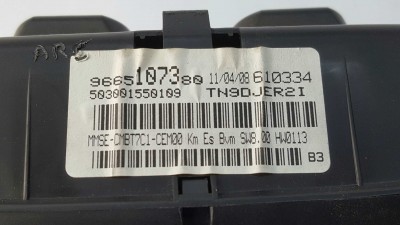 ARC
9665107380 11/04/08 610334
503001550109 TN9DJER2I
MMSE-CMBT7C1-CEM00 Km Es Bvm SW8.00 HW0113
B3